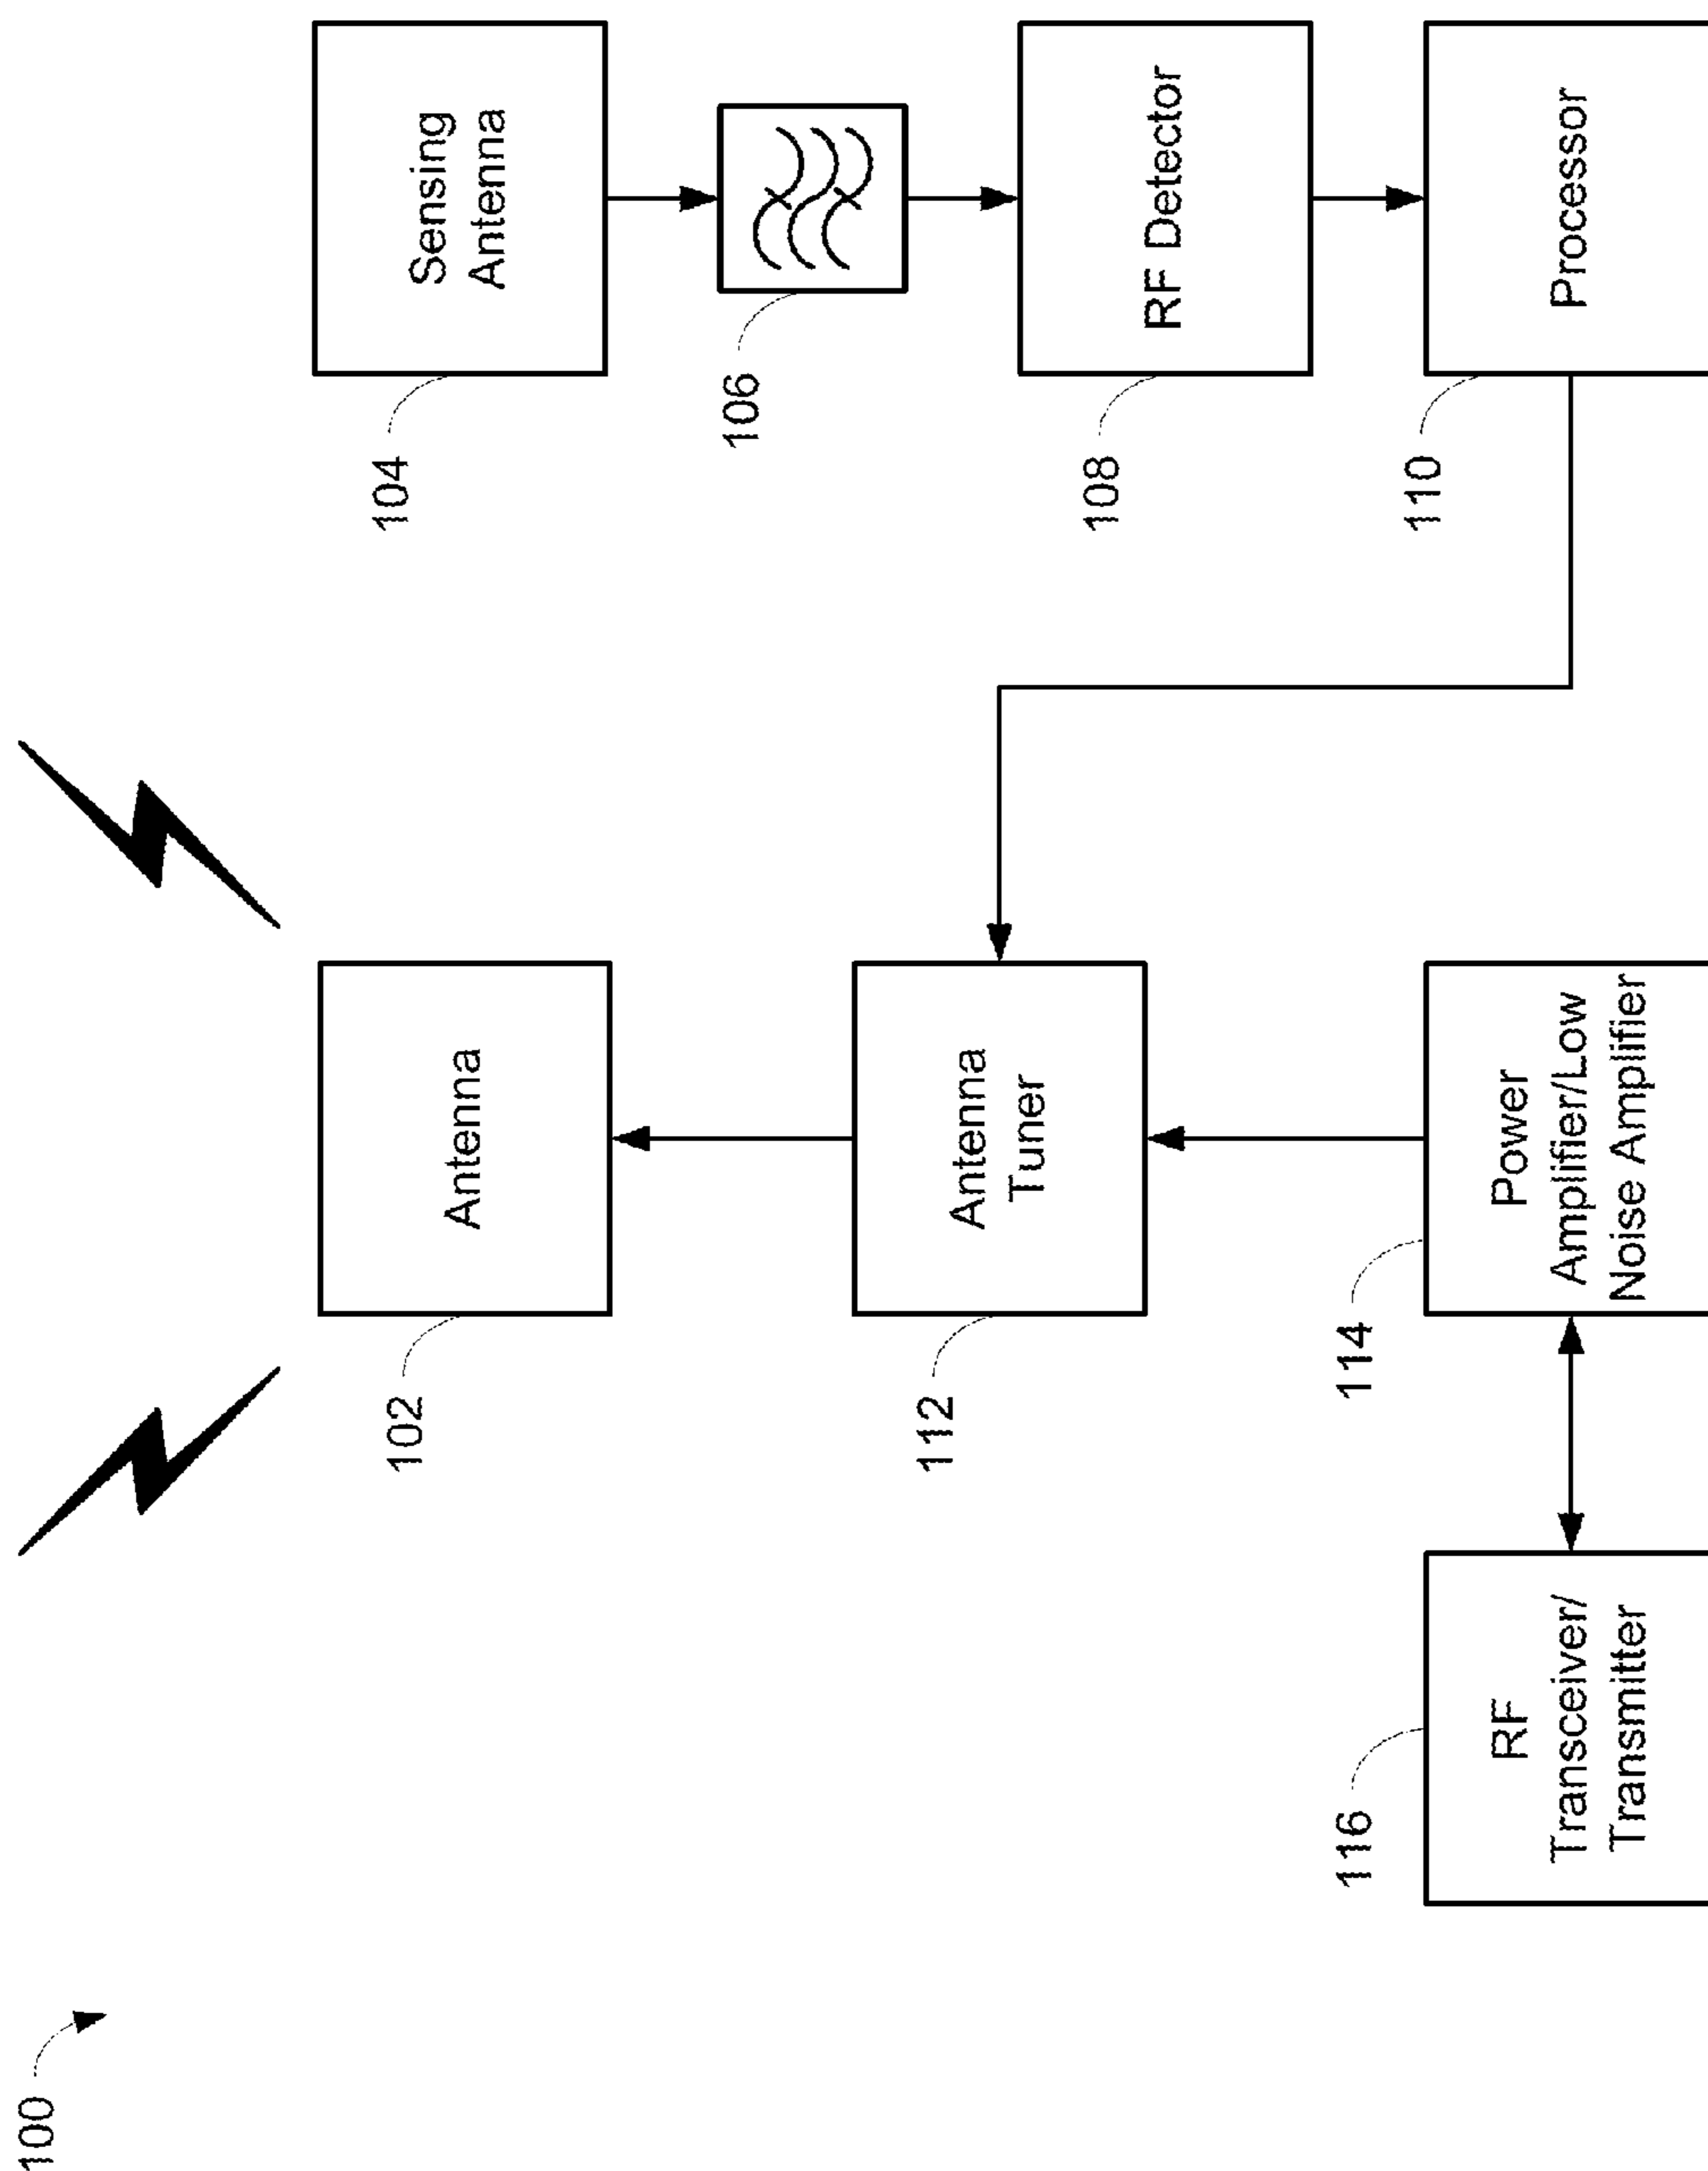 100
102
Antenna
104
Sensing
Antenna
106
112
Antenna
Tuner
108
RF Detector
116
RF
Transceiver/
Transmitter
114
Power
Amplifier/Low
Noise Amplifier
110
Processor